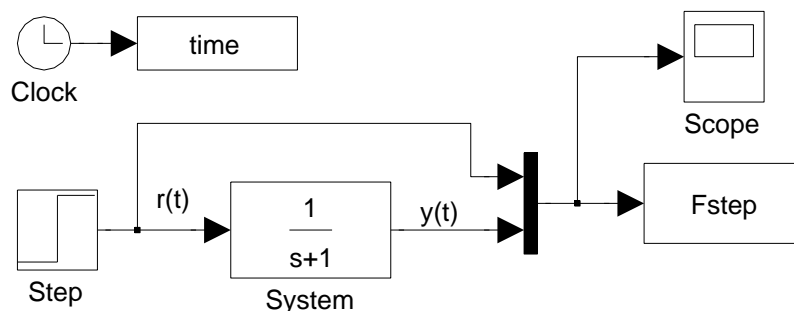 time
Clock
Scope
r(t)
1
s+1
y(t)
Fstep
Step
System